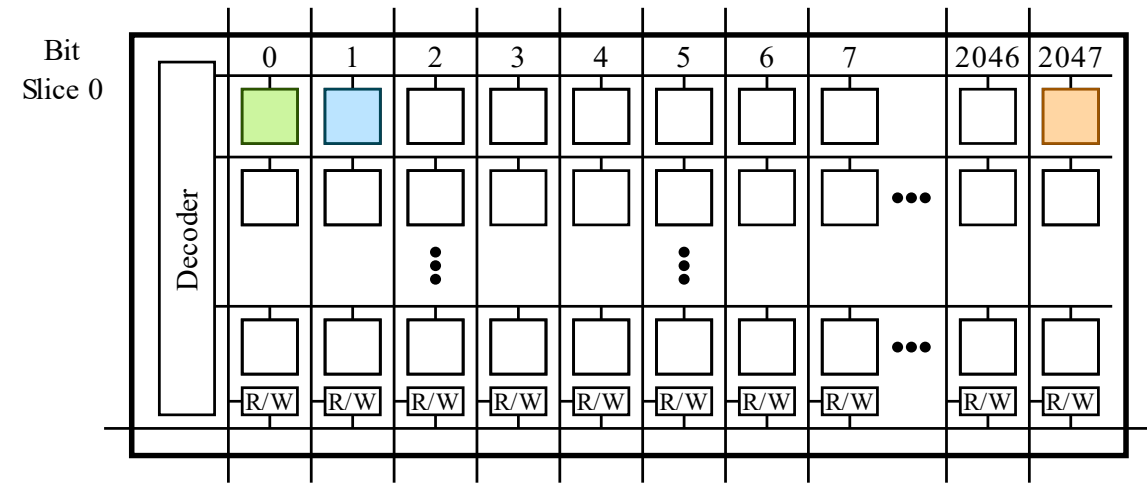 Bit
Slice 0
0 1 2 3 4 5 6 7 2046 2047
Decoder
R/W R/W R/W R/W R/W R/W R/W R/W R/W R/W